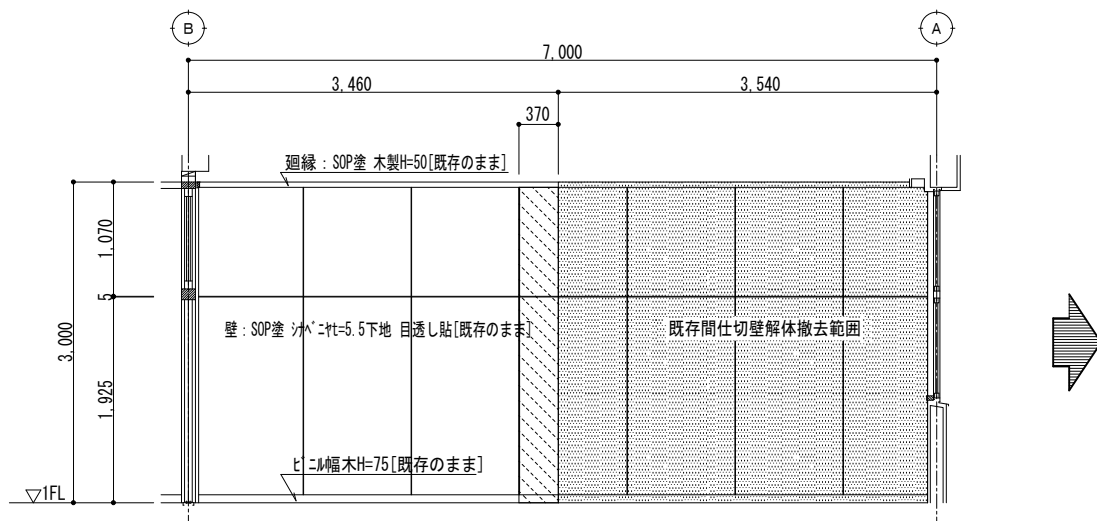 B
A
7,000
3,460
3,540
370
廻縁：SOP塗 木製H=50[既存のまま]
1,070
5
3,000
1,925
壁：SOP塗 ｼﾅﾍﾞﾆﾔt=5.5下地 目透し貼[既存のまま]
既存間仕切壁解体撤去範囲
ﾋﾞﾆﾙ幅木H=75[既存のまま]
▽1FL